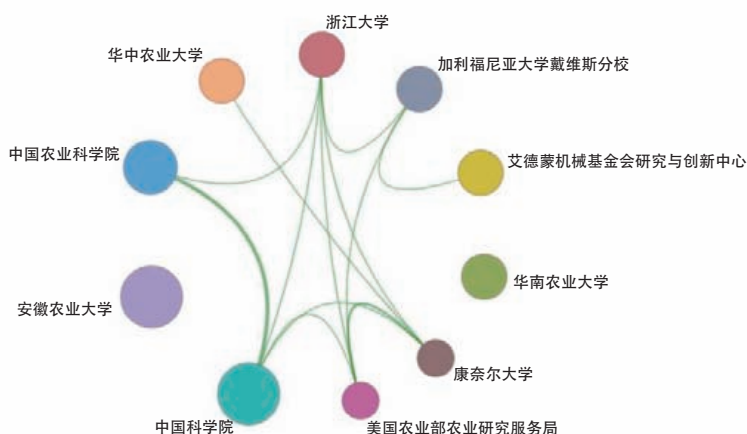 浙江大学
华中农业大学
加利福尼亚大学戴维斯分校
中国农业科学院
艾德蒙机械基金会研究与创新中心
华南农业大学
安徽农业大学
康奈尔大学
中国科学院
美国农业部农业研究服务局